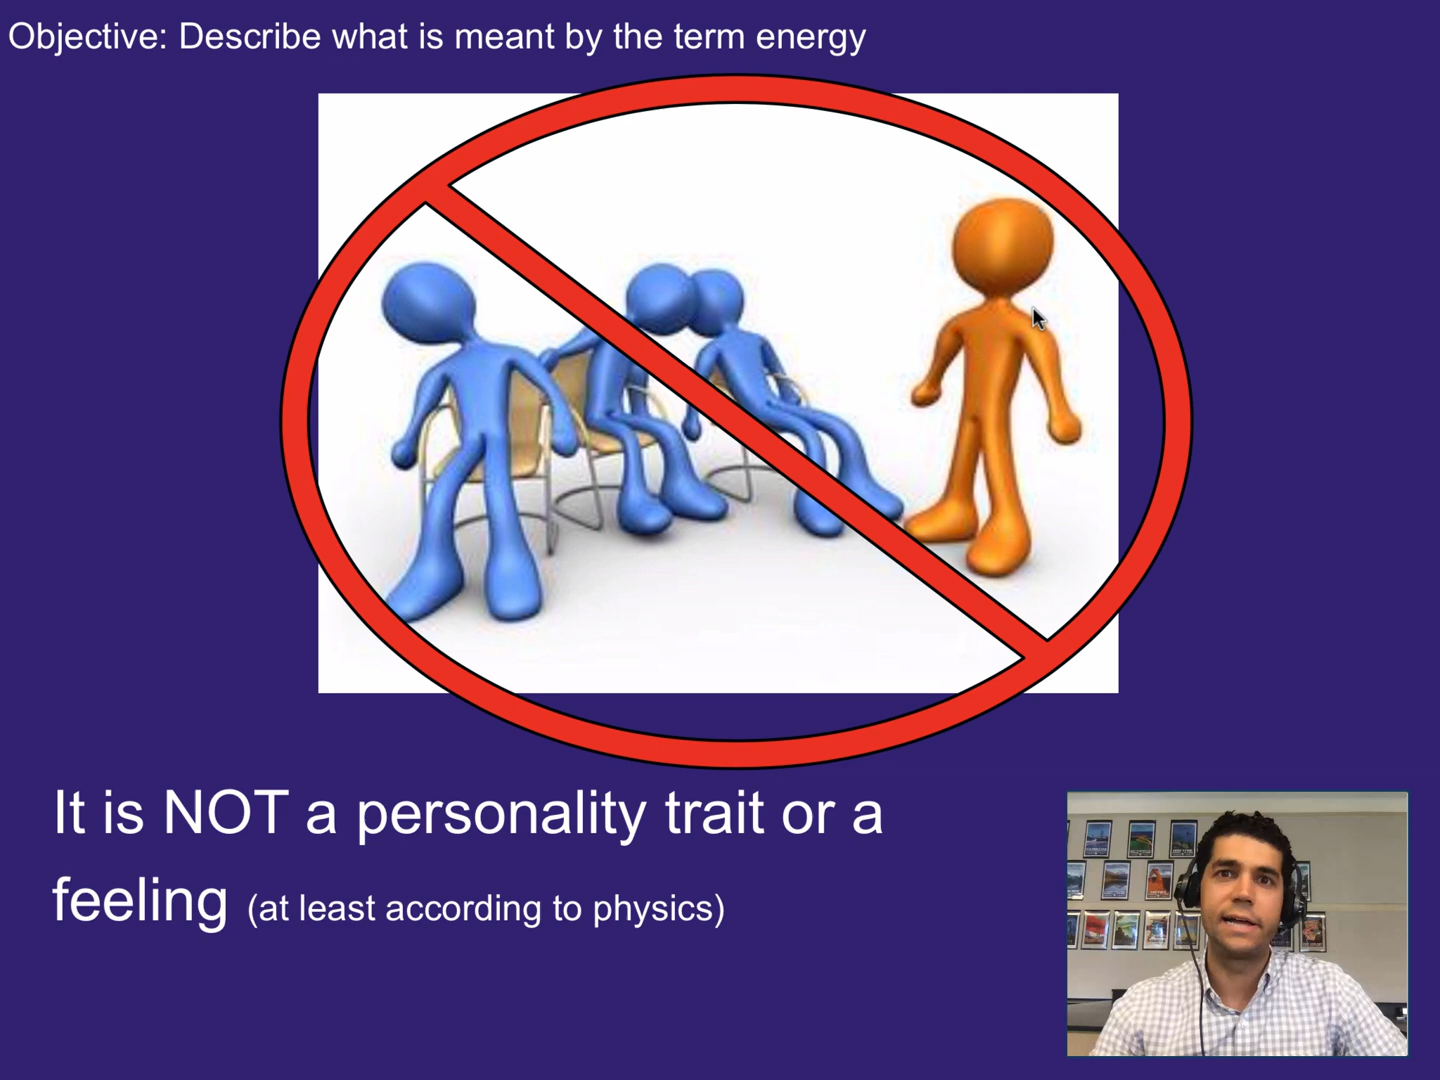 Objective: Describe what is meant by the term energy
It is NOT a personality trait or a
feeling (at least according to physics)